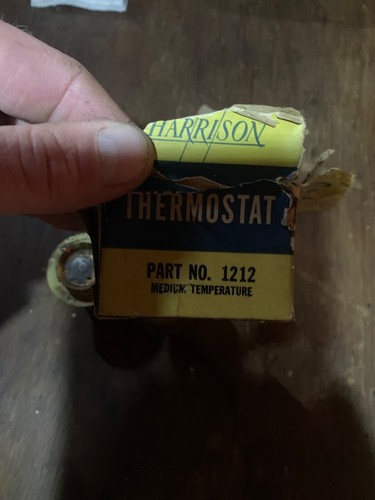 HARRISON
THERMOSTAT
PART NO. 1212
MEDIUM TEMPERATURE